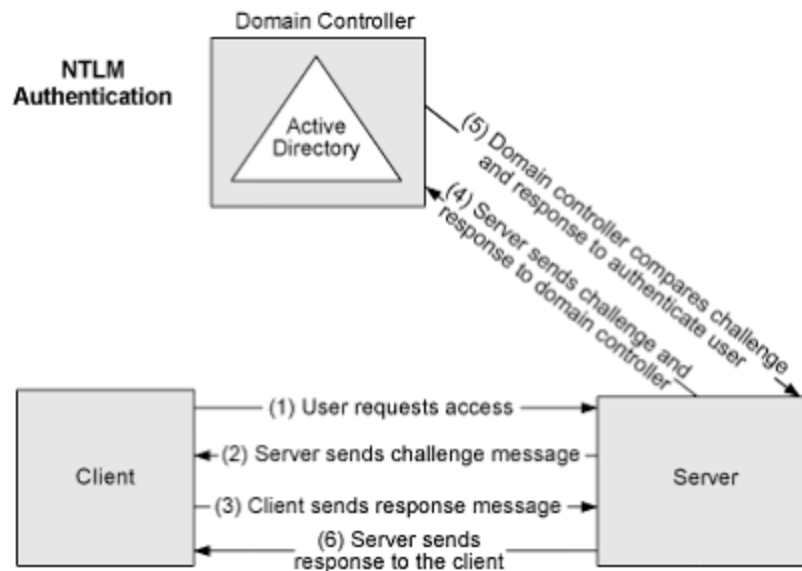 Domain Controller
NTLM
Authentication
Active
Directory
(5) Domain controller compares challenge
and response to authenticate user
(4) Server sends challenge and
response to domain controller
Client
(1) User requests access
(2) Server sends challenge message
(3) Client sends response message
(6) Server sends
response to the client
Server